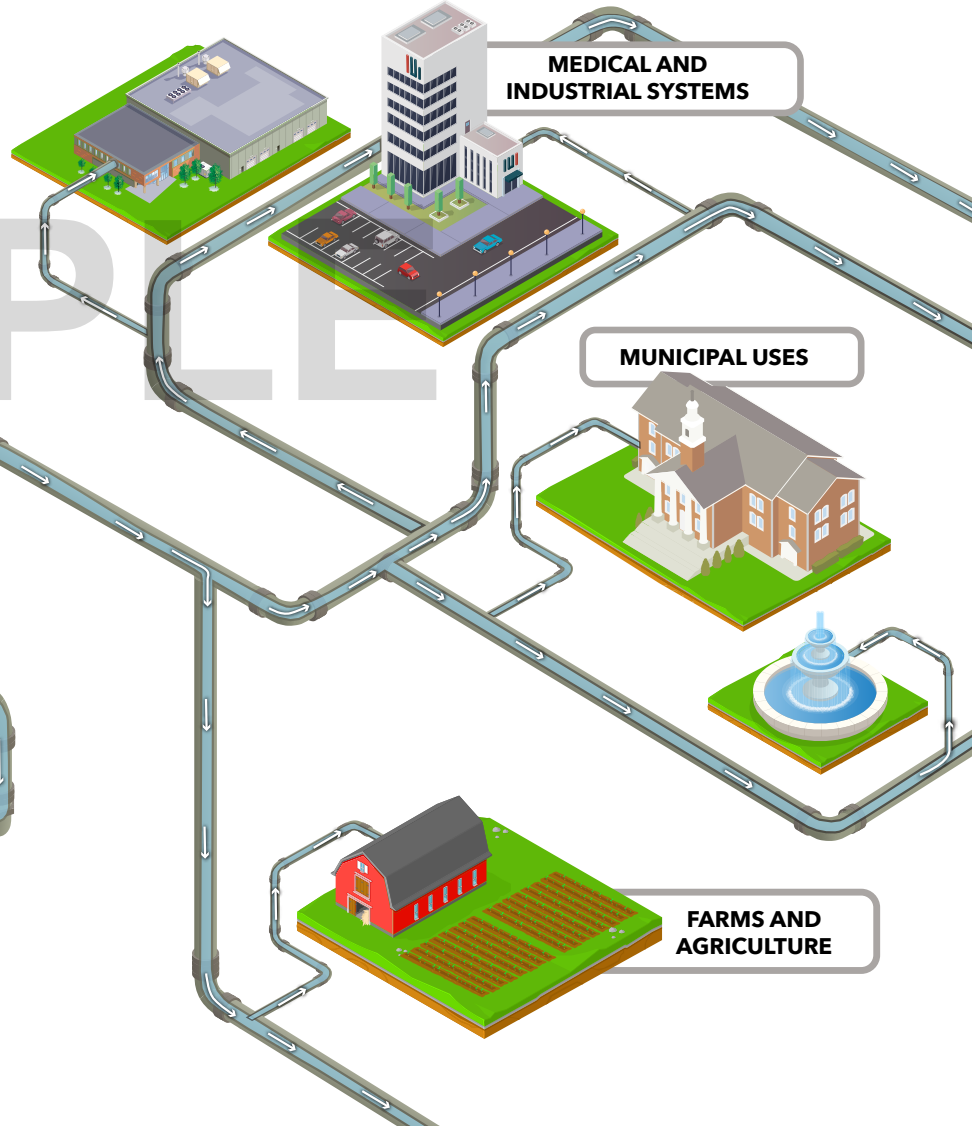 MEDICAL AND
INDUSTRIAL SYSTEMS
PLE
MUNICIPAL USES
FARMS AND
AGRICULTURE